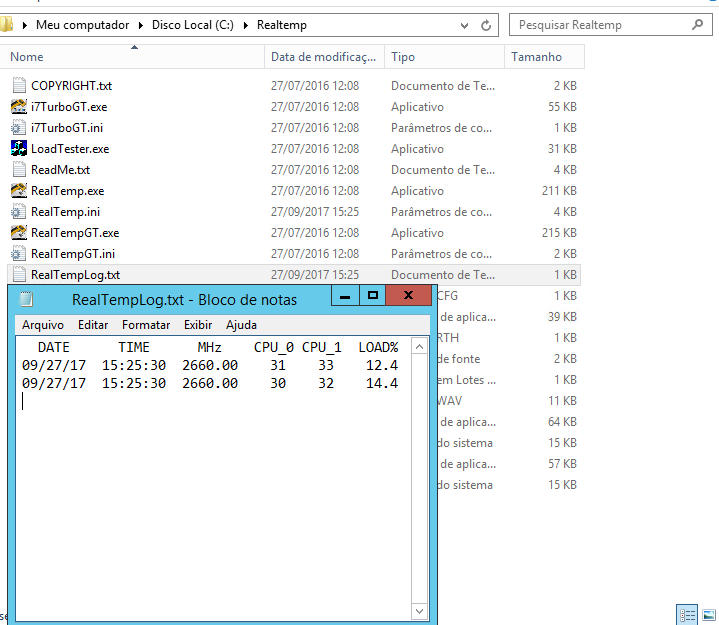 Meu computador Disco Local (C:) Realtemp Pesquisar Realtemp
Nome Data de modificaç... Tipo Tamanho
COPYRIGHT.txt 27/07/2016 12:08 Documento de Te... 2 KB
i7TurboGT.exe 27/07/2016 12:08 Aplicativo 55 KB
i7TurboGT.ini 27/07/2016 12:08 Parâmetros de co... 1 KB
LoadTester.exe 27/07/2016 12:08 Aplicativo 31 KB
ReadMe.txt 27/07/2016 12:08 Documento de Te... 4 KB
RealTemp.exe 27/07/2016 12:08 Aplicativo 211 KB
RealTemp.ini 27/09/2017 15:25 Parâmetros de co... 4 KB
RealTempGT.exe 27/07/2016 12:08 Aplicativo 215 KB
RealTempGT.ini 27/07/2016 12:08 Parâmetros de co... 2 KB
RealTempLog.txt 27/09/2017 15:25 Documento de Te... 1 KB
CFG 1 KB
de aplica... 39 KB
RTH 1 KB
de fonte 2 KB
em Lotes ... 1 KB
WAV 11 KB
de aplica... 64 KB
do sistema 15 KB
de aplica... 57 KB
do sistema 15 KB
RealTempLog.txt - Bloco de notas
Arquivo Editar Formatar Exibir Ajuda
DATE TIME MHz CPU_0 CPU_1 LOAD%
09/27/17 15:25:30 2660.00 31 33 12.4
09/27/17 15:25:30 2660.00 30 32 14.4